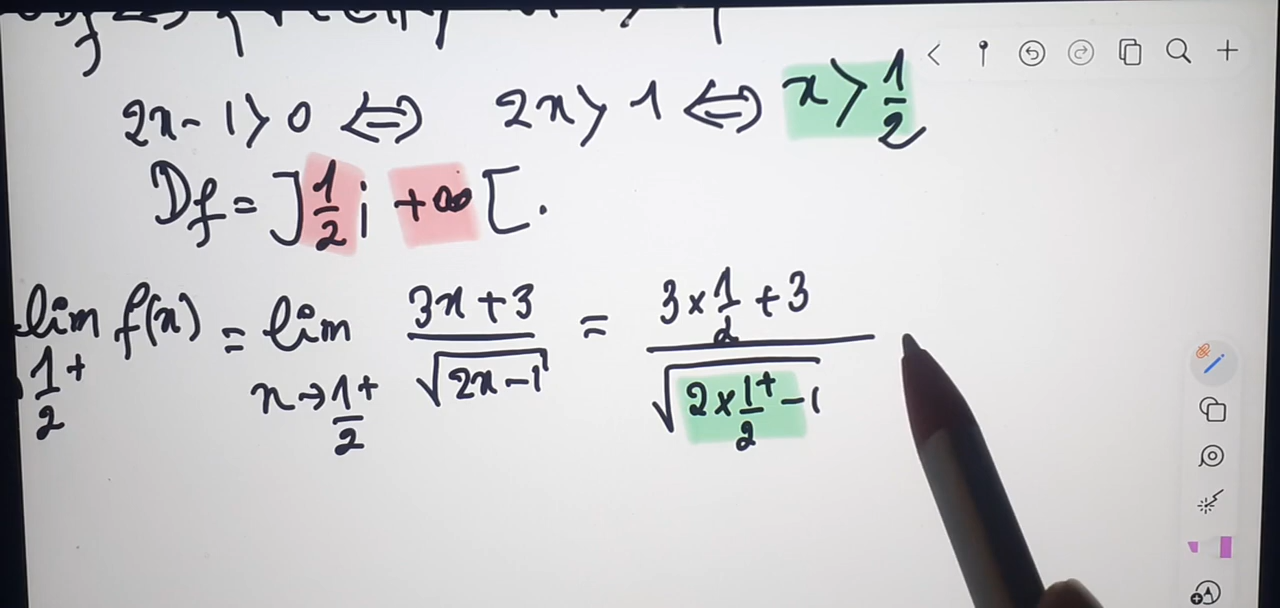 2x-1>0 ⇔ 2x>1 ⇔ x>1/2
Df = ]1/2; +∞[.
lim f(x) = lim 3x+3/√2x-1 = 3×1/2+3/√2×1/2⁺-1
1/2⁺ x→1/2⁺